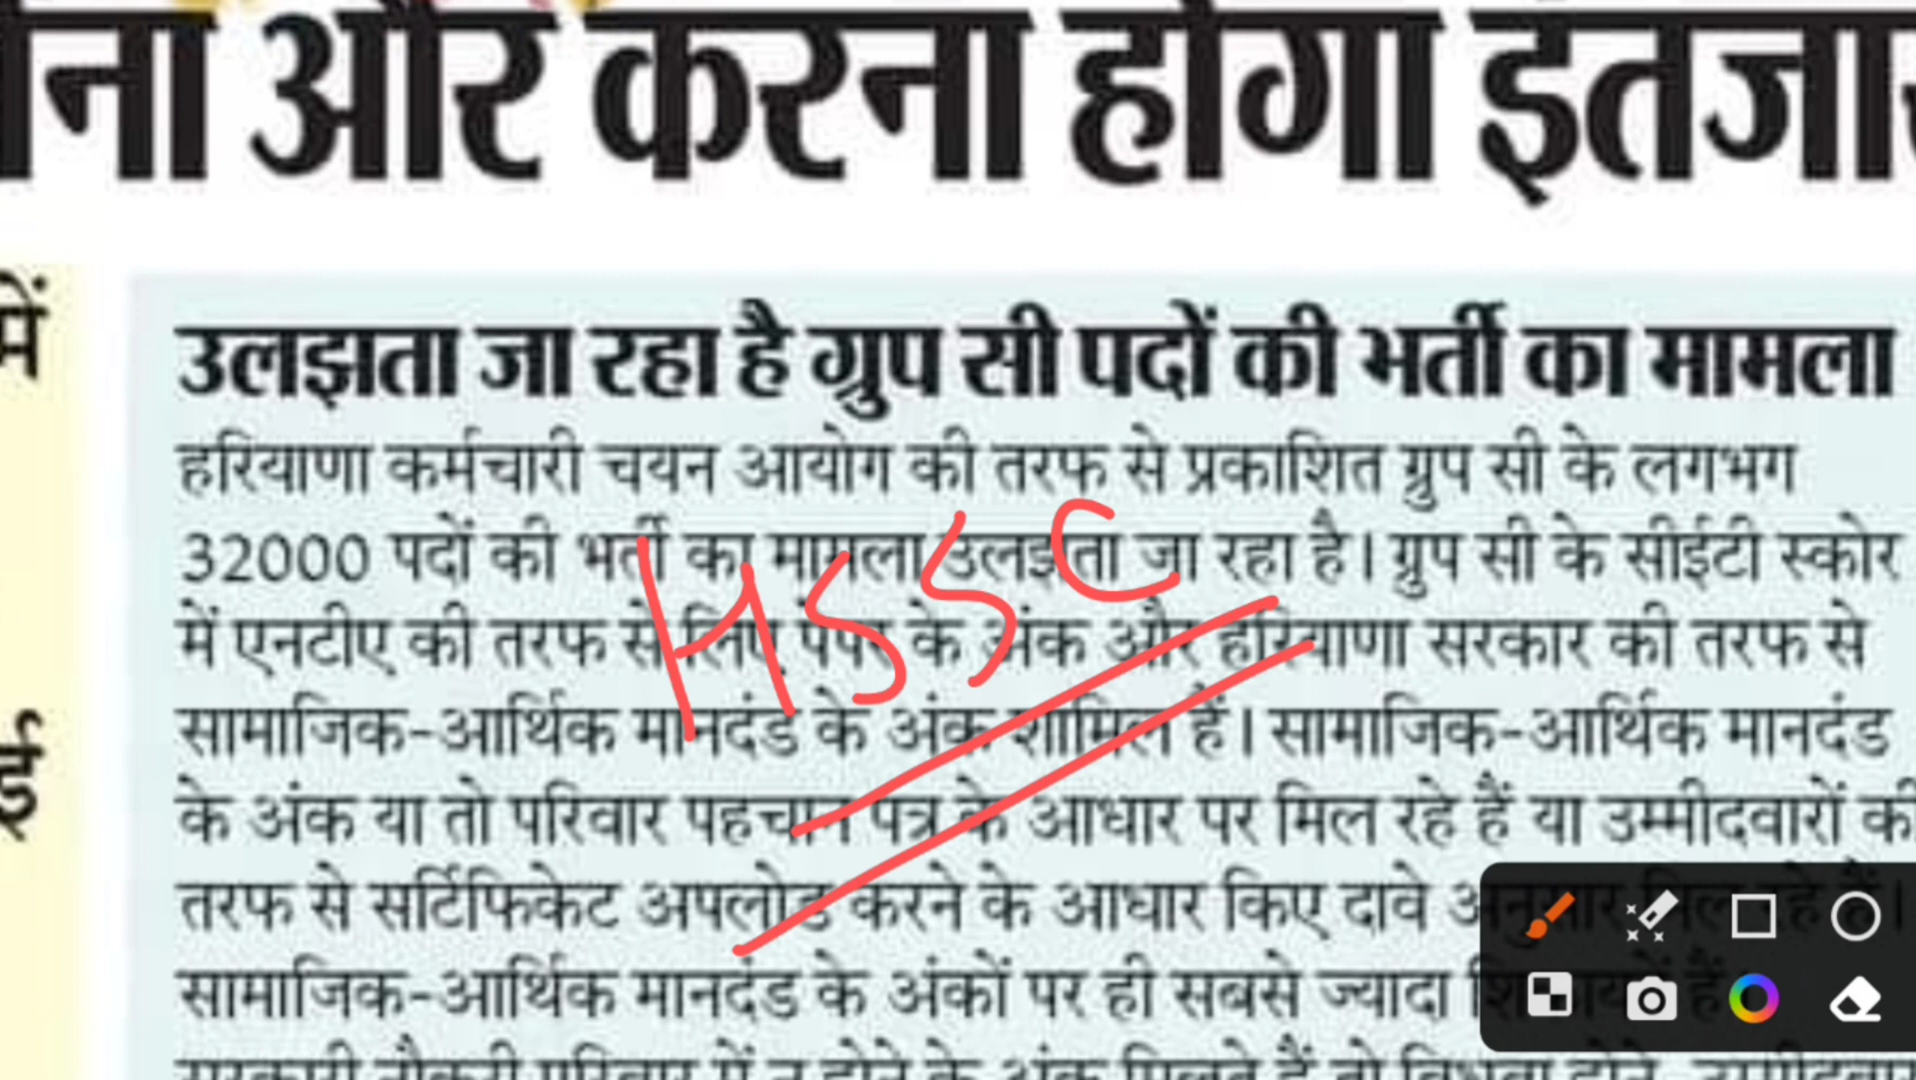 और करना होगा
में
उलझता जा रहा है ग्रुप सी पदों की भर्ती का मामला
हरियाणा कर्मचारी चयन आयोग की तरफ से प्रकाशित ग्रुप सी के लगभग
32000 पदों की भर्ती का मामला उलझता जा रहा है। ग्रुप सी के सीईटी स्कोर
में एनटीए की तरफ से लिए पेपर के अंक और हरियाणा सरकार की तरफ से
सामाजिक-आर्थिक मानदंड के अंक शामिल हैं। सामाजिक-आर्थिक मानदंड
के अंक या तो परिवार पहचान पत्र के आधार पर मिल रहे हैं या उम्मीदवारों की
तरफ से सर्टिफिकेट अपलोड करने के आधार किए दावे अनुसार मिल रहे हैं।
सामाजिक-आर्थिक मानदंड के अंकों पर ही सबसे ज्यादा
HSSC